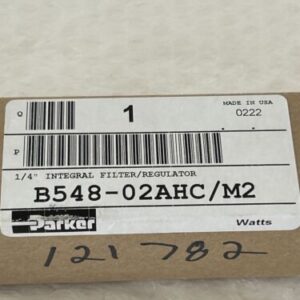 Q 1 MADE IN USA
0222
P
1/4" INTEGRAL FILTER/REGULATOR
B548-02AHC/M2
Parker Watts
121782